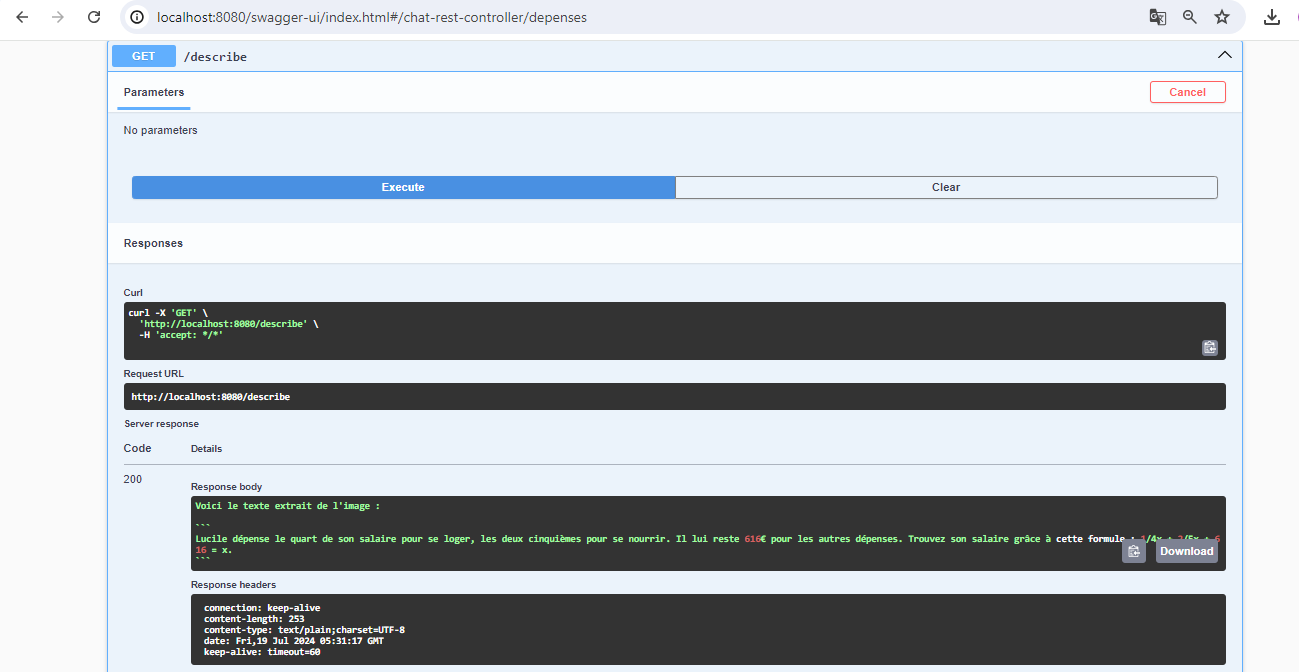 localhost:8080/swagger-ui/index.html#/chat-rest-controller/depenses
GET /describe
Parameters
Cancel
No parameters
Execute
Clear
Responses
Curl
curl -X 'GET' \
'http://localhost:8080/describe' \
-H 'accept: */*'
Request URL
http://localhost:8080/describe
Server response
Code Details
200
Response body
Voici le texte extrait de l'image :
```
Lucile dépense le quart de son salaire pour se loger, les deux cinquièmes pour se nourrir. Il lui reste 616€ pour les autres dépenses. Trouvez son salaire grâce à cette formule : 1/4x + 2/5x + 6
16 = x.
```
Download
Response headers
connection: keep-alive
content-length: 253
content-type: text/plain;charset=UTF-8
date: Fri,19 Jul 2024 05:31:17 GMT
keep-alive: timeout=60